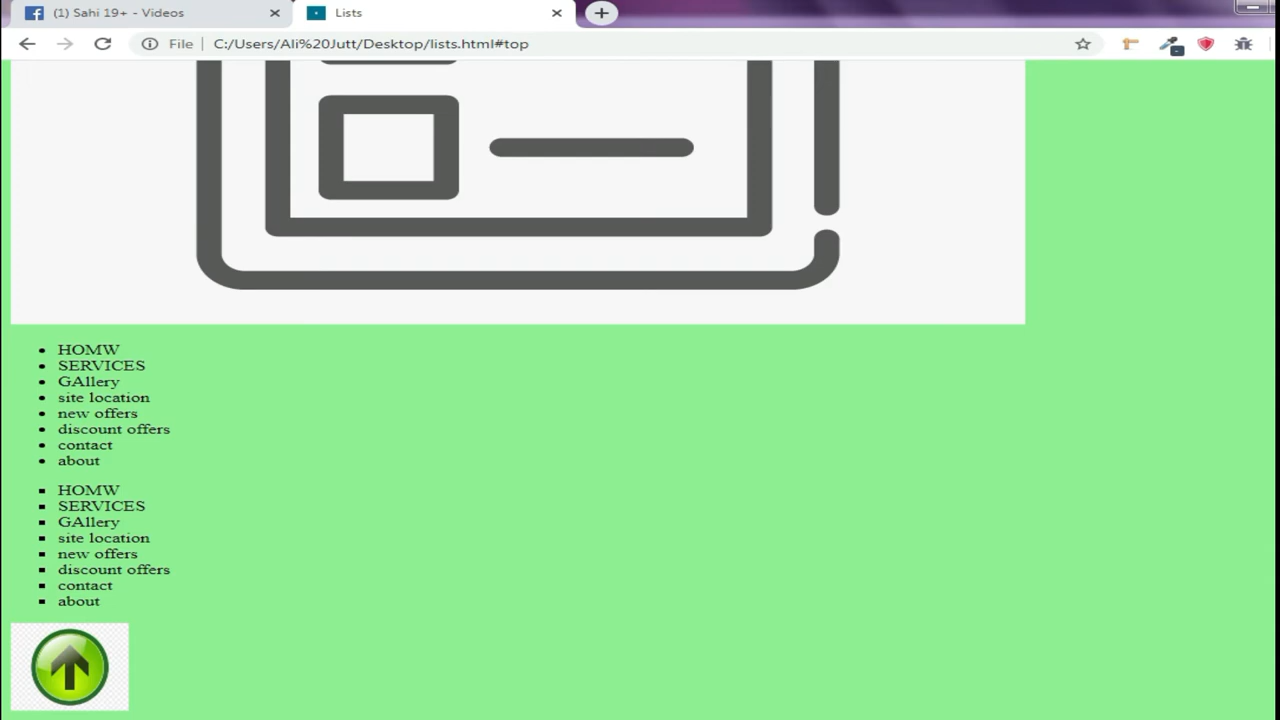 (1) Sahi 19+ - Videos
Lists
File
C:/Users/Ali%20Jutt/Desktop/lists.html#top
HOMW
SERVICES
GAllery
site location
new offers
discount offers
contact
about
HOMW
SERVICES
GAllery
site location
new offers
discount offers
contact
about